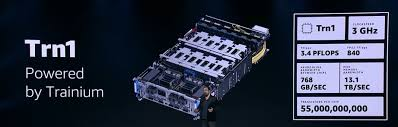 Trn1
Powered
by Trainium
Trn1
CLOCKSPEED
3 GHz
3.4 PFLOPS
840
768
GB/SEC
13.1
TB/SEC
55,000,000,000